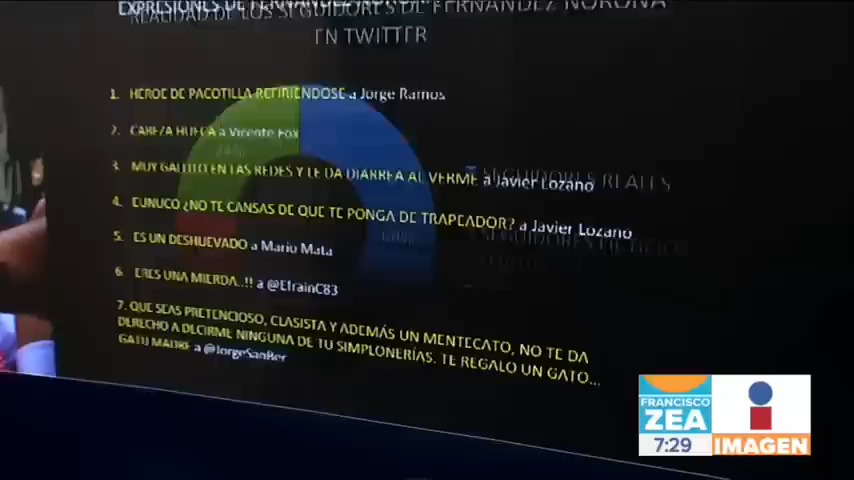 EXPRESIONES DE FERNÁNDEZ NOROÑA
REALIDAD DE LOS SEGUIDORES DE FERNÁNDEZ NOROÑA
EN TWITTER
1. HEROE DE PACOTILLA REFIRIENDOSE a Jorge Ramos
2. CABEZA HUECA a Vicente Fox
3. MUY GALLITO EN LAS REDES Y LE DA DIARREA AL VERME a Javier Lozano
SEGUIDORES REALES
4. EUNUCO ¿NO TE CANSAS DE QUE TE PONGA DE TRAPEADOR? a Javier Lozano
SEGUIDORES FICTICIOS
5. ES UN DESHUEVADO a Mario Mata
6. ERES UNA MIERDA..!! a @EfrainC83
7. QUE SEAS PRETENCIOSO, CLASISTA Y ADEMÁS UN MENTECATO, NO TE DA
DERECHO A DECIRME NINGUNA DE TU SIMPLONERÍAS. TE REGALO UN GATO...
GATU MADRE a @JorgeSanBer
FRANCISCO
ZEA
7:29
IMAGEN